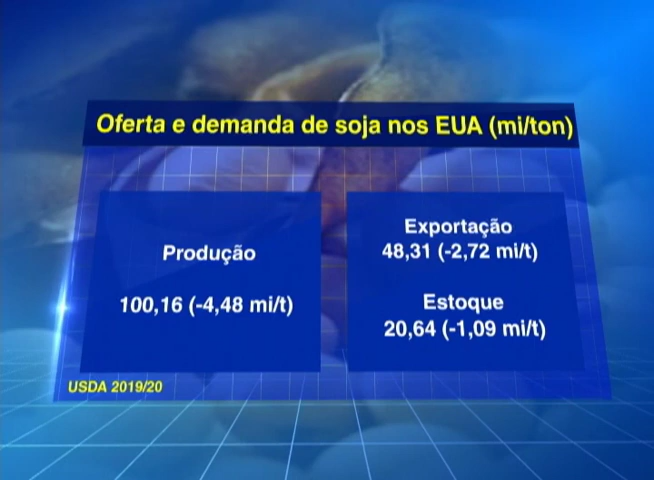 Oferta e demanda de soja nos EUA (mi/ton)
Produção
100,16 (-4,48 mi/t)
Exportação
48,31 (-2,72 mi/t)
Estoque
20,64 (-1,09 mi/t)
USDA 2019/20